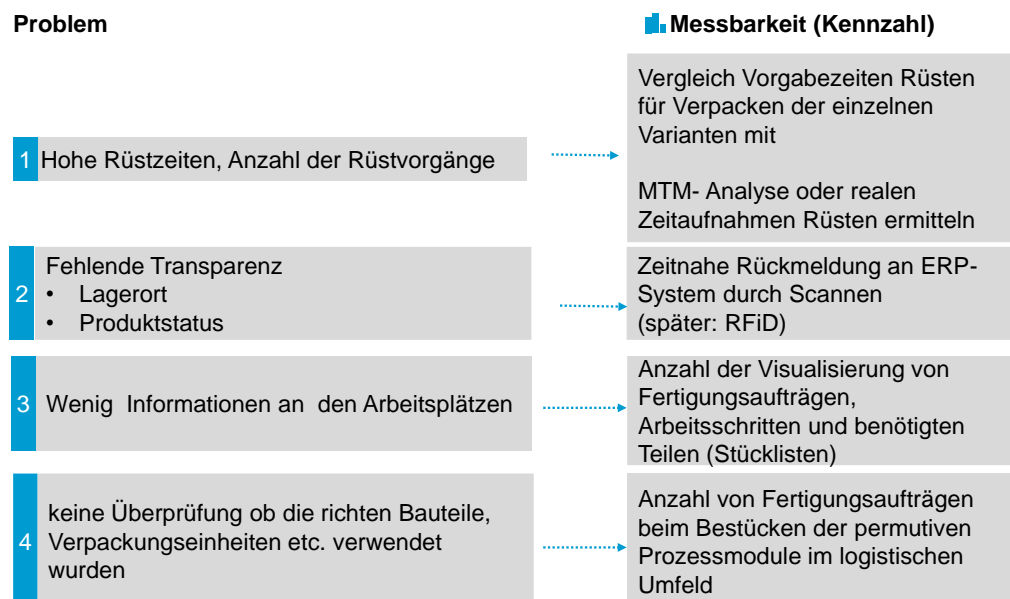 Problem
Messbarkeit (Kennzahl)
1 Hohe Rüstzeiten, Anzahl der Rüstvorgänge
Vergleich Vorgabezeiten Rüsten
für Verpacken der einzelnen
Varianten mit
MTM- Analyse oder realen
Zeitaufnahmen Rüsten ermitteln
2
Fehlende Transparenz
• Lagerort
• Produktstatus
Zeitnahe Rückmeldung an ERP-
System durch Scannen
(später: RFiD)
3 Wenig Informationen an den Arbeitsplätzen
Anzahl der Visualisierung von
Fertigungsaufträgen,
Arbeitsschritten und benötigten
Teilen (Stücklisten)
4
keine Überprüfung ob die richten Bauteile,
Verpackungseinheiten etc. verwendet
wurden
Anzahl von Fertigungsaufträgen
beim Bestücken der permutiven
Prozessmodule im logistischen
Umfeld